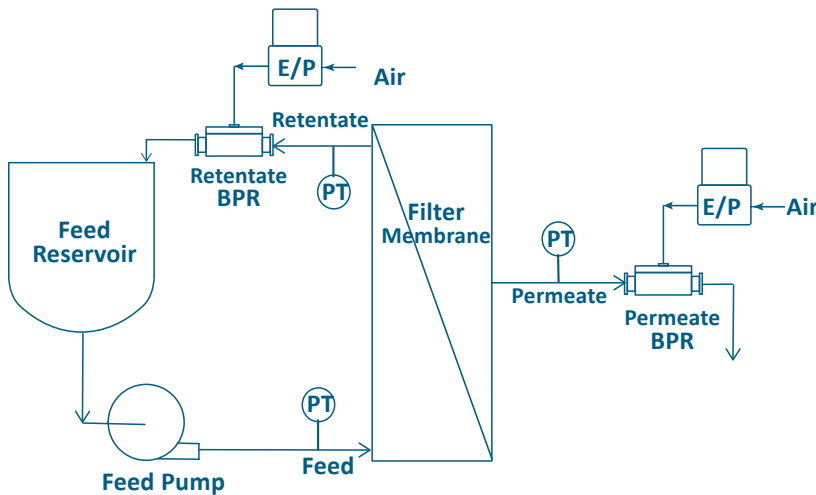 E/P
Air
Retentate
Retentate
BPR
PT
Feed
Reservoir
Filter
Membrane
E/P
Air
PT
Permeate
Permeate
BPR
PT
Feed
Feed Pump